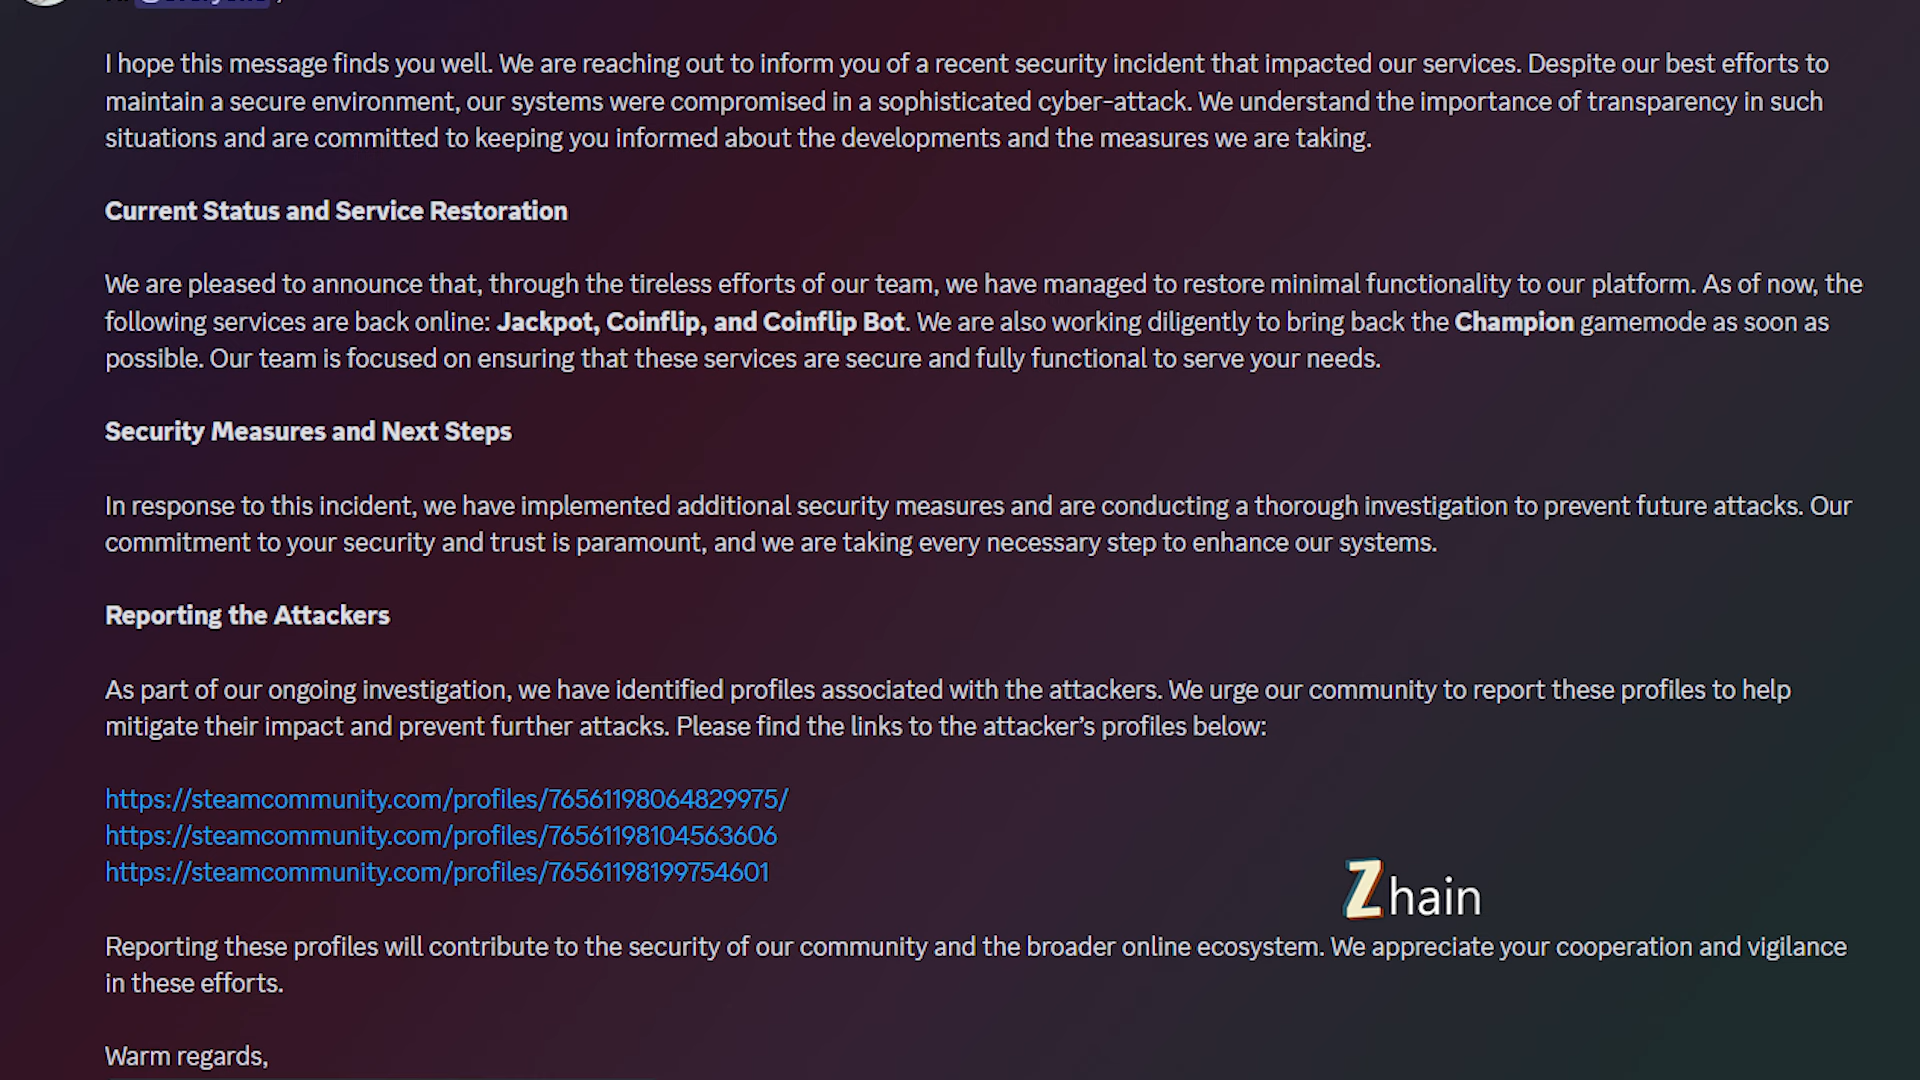 I hope this message finds you well. We are reaching out to inform you of a recent security incident that impacted our services. Despite our best efforts to
maintain a secure environment, our systems were compromised in a sophisticated cyber-attack. We understand the importance of transparency in such
situations and are committed to keeping you informed about the developments and the measures we are taking.
Current Status and Service Restoration
We are pleased to announce that, through the tireless efforts of our team, we have managed to restore minimal functionality to our platform. As of now, the
following services are back online: Jackpot, Coinflip, and Coinflip Bot. We are also working diligently to bring back the Champion gamemode as soon as
possible. Our team is focused on ensuring that these services are secure and fully functional to serve your needs.
Security Measures and Next Steps
In response to this incident, we have implemented additional security measures and are conducting a thorough investigation to prevent future attacks. Our
commitment to your security and trust is paramount, and we are taking every necessary step to enhance our systems.
Reporting the Attackers
As part of our ongoing investigation, we have identified profiles associated with the attackers. We urge our community to report these profiles to help
mitigate their impact and prevent further attacks. Please find the links to the attacker’s profiles below:
https://steamcommunity.com/profiles/76561198064829975/
https://steamcommunity.com/profiles/76561198104563606
https://steamcommunity.com/profiles/76561198199754601
Zhain
Reporting these profiles will contribute to the security of our community and the broader online ecosystem. We appreciate your cooperation and vigilance
in these efforts.
Warm regards,